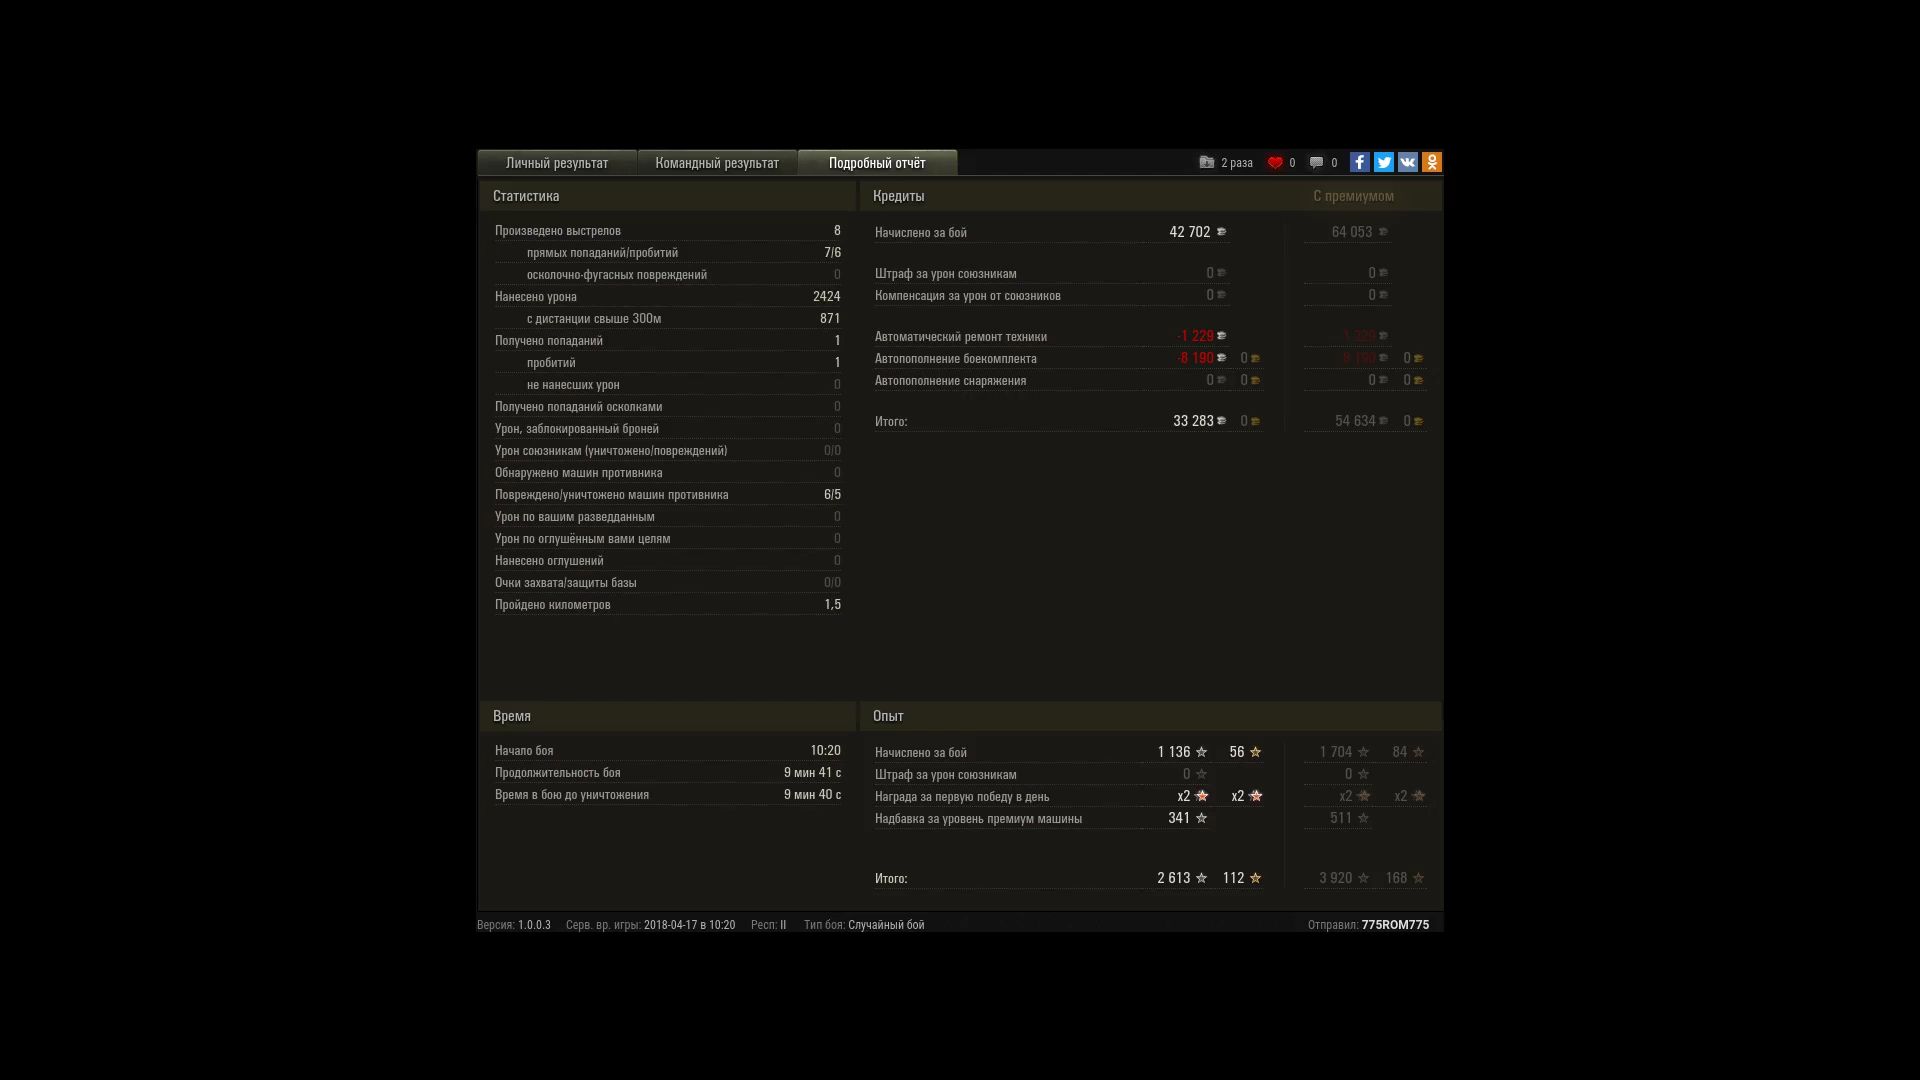 Личный результат Командный результат Подробный отчёт 2 раза 0 0
Статистика
Произведено выстрелов 8
прямых попаданий/пробитий 7/6
осколочно-фугасных повреждений 0
Нанесено урона 2424
с дистанции свыше 300м 871
Получено попаданий 1
пробитий 1
не нанесших урон 0
Получено попаданий осколками 0
Урон, заблокированный броней 0
Урон союзникам (уничтожено/повреждений) 0/0
Обнаружено машин противника 0
Повреждено/уничтожено машин противника 6/5
Урон по вашим разведданным 0
Урон по оглушённым вами целям 0
Нанесено оглушений 0
Очки захвата/защиты базы 0/0
Пройдено километров 1,5
Кредиты С премиумом
Начислено за бой 42 702 64 053
Штраф за урон союзникам 0 0
Компенсация за урон от союзников 0 0
Автоматический ремонт техники -1 229 -1 229
Автопополнение боекомплекта -8 190 0 -8 190 0
Автопополнение снаряжения 0 0 0 0
Итого: 33 283 0 54 634 0
Время
Начало боя 10:20
Продолжительность боя 9 мин 41 с
Время в бою до уничтожения 9 мин 40 с
Опыт
Начислено за бой 1 136 56 1 704 84
Штраф за урон союзникам 0 0
Награда за первую победу в день x2 x2 x2 x2
Надбавка за уровень премиум машины 341 511
Итого: 2 613 112 3 920 168
Версия: 1.0.0.3 Серв. вр. игры: 2018-04-17 в 10:20 Респ: II Тип боя: Случайный бой Отправил: 775ROM775